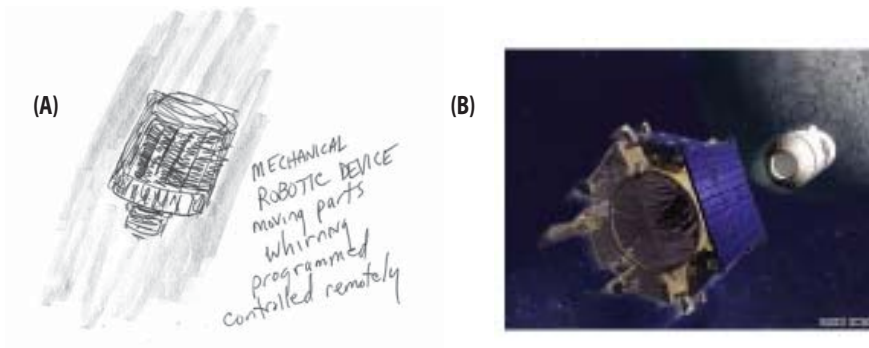 (A)
MECHANICAL
ROBOTIC DEVICE
moving parts
whirring
programmed
controlled remotely
(B)